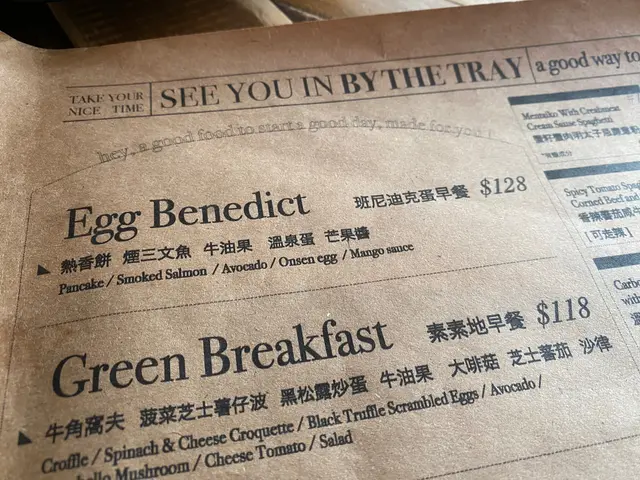 TAKE YOUR
NICE TIME
SEE YOU IN BY THE TRAY
a good way to
hey, a good food to start a good day, made for you !
Egg Benedict 班尼迪克蛋早餐 $128
熱香餅 煙三文魚 牛油果 溫泉蛋 芒果醬
Pancake / Smoked Salmon / Avocado / Onsen egg / Mango sauce
Green Breakfast 素素地早餐 $118
牛角窩夫 菠菜芝士薯仔波 黑松露炒蛋 牛油果 大啡菇 芝士蕃茄 沙律
Croffle / Spinach & Cheese Croquette / Black Truffle Scrambled Eggs / Avocado /
Mushroom / Cheese Tomato / Salad
Mentaiko With
Cream Sauce Spaghetti
Spicy Tomato
Corned Beef and
[可走辣]
with